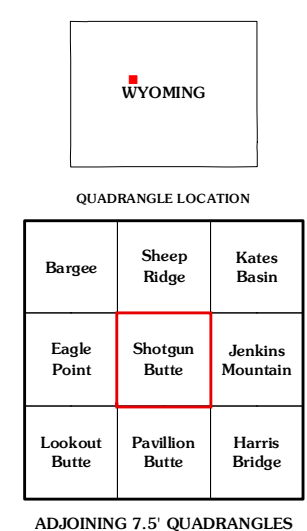 WYOMING
QUADRANGLE LOCATION
Bargee
Sheep
Ridge
Kates
Basin
Eagle
Point
Shotgun
Butte
Jenkins
Mountain
Lookout
Butte
Pavillion
Butte
Harris
Bridge
ADJOINING 7.5' QUADRANGLES